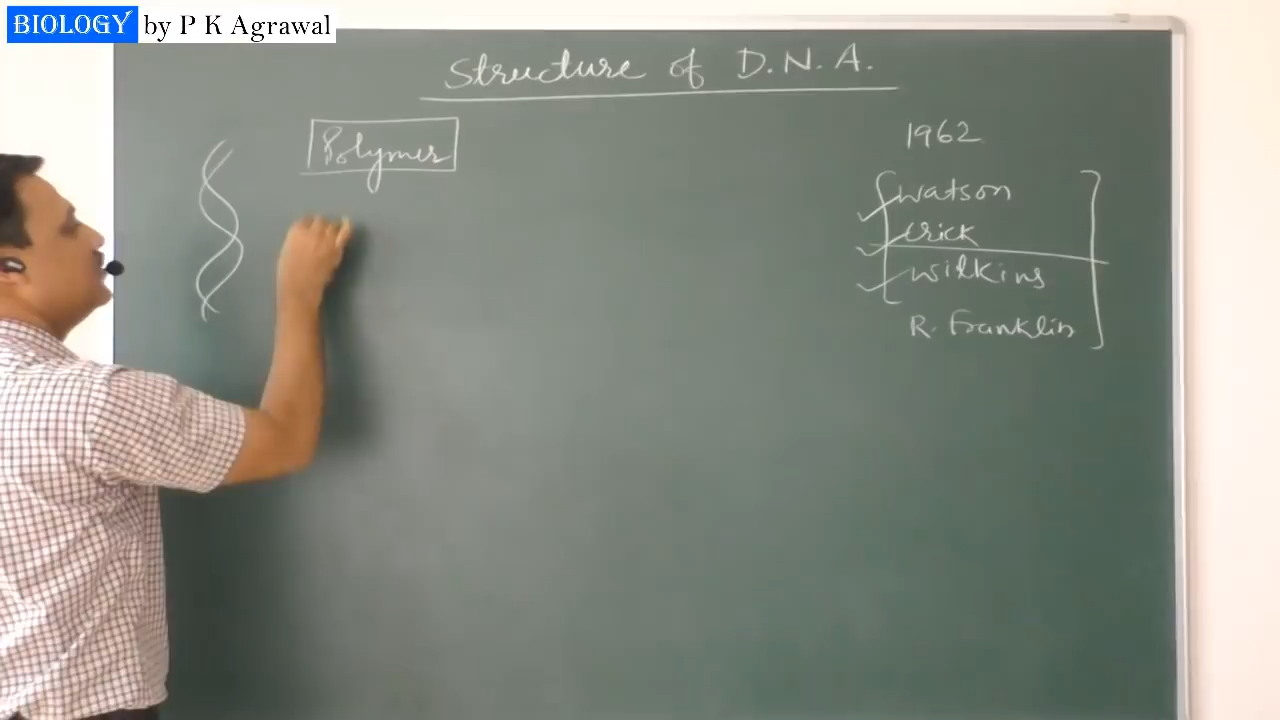 BIOLOGY by P K Agrawal
Structure of D.N.A.
Polymer
1962
Watson
Crick
Wilkins
R. Franklin